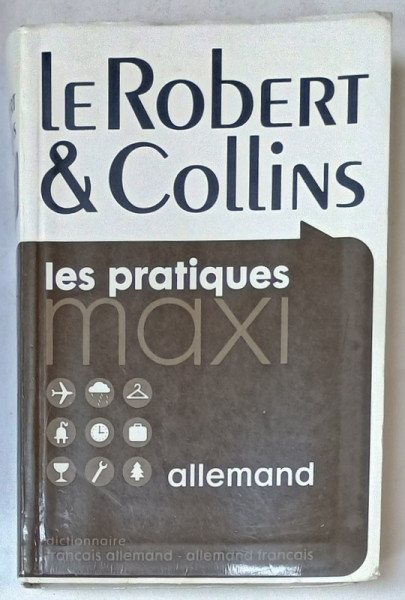 le Robert
& Collins
les pratiques
maxi
allemand
dictionnaire
français allemand - allemand français